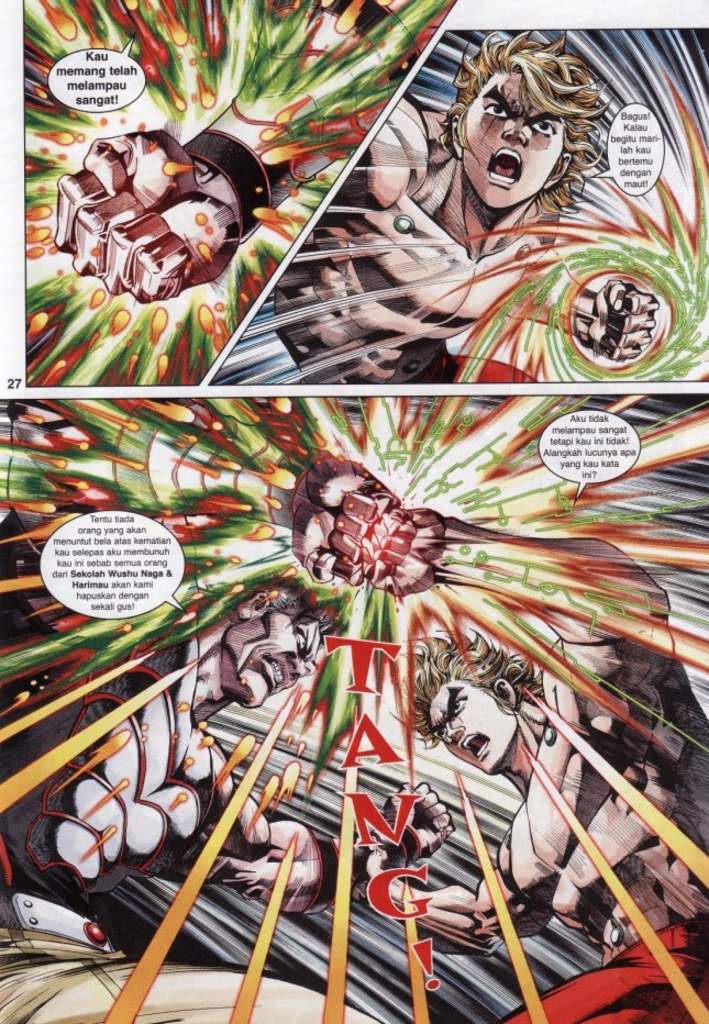 Kau
memang telah
melampau
sangat!
Bagus!
Kalau
begitu mari-
lah kau
bertemu
dengan
maut!
27
Aku tidak
melampau sangat
tetapi kau ini tidak!
Alangkah lucunya apa
yang kau kata
ini?
Tentu tiada
orang yang akan
menuntut bela atas kematian
kau selepas aku membunuh
kau ini sebab semua orang
dari Sekolah Wushu Naga &
Harimau akan kami
hapuskan dengan
sekali gus!
TANG!